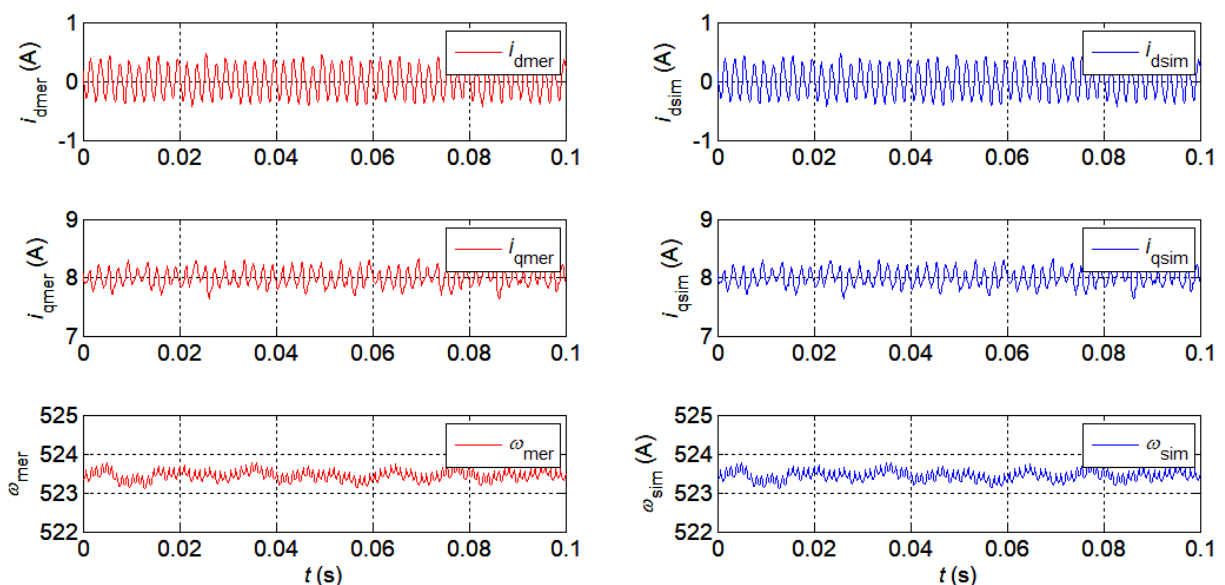 1
0
-1
i_dmer (A)
i_dmer
0 0.02 0.04 0.06 0.08 0.1
1
0
-1
i_dsim (A)
i_dsim
0 0.02 0.04 0.06 0.08 0.1
9
8
7
i_qmer (A)
i_qmer
0 0.02 0.04 0.06 0.08 0.1
9
8
7
i_qsim (A)
i_qsim
0 0.02 0.04 0.06 0.08 0.1
525
524
523
522
ω_mer
ω_mer
0 0.02 0.04 0.06 0.08 0.1
t (s)
525
524
523
522
ω_sim (A)
ω_sim
0 0.02 0.04 0.06 0.08 0.1
t (s)